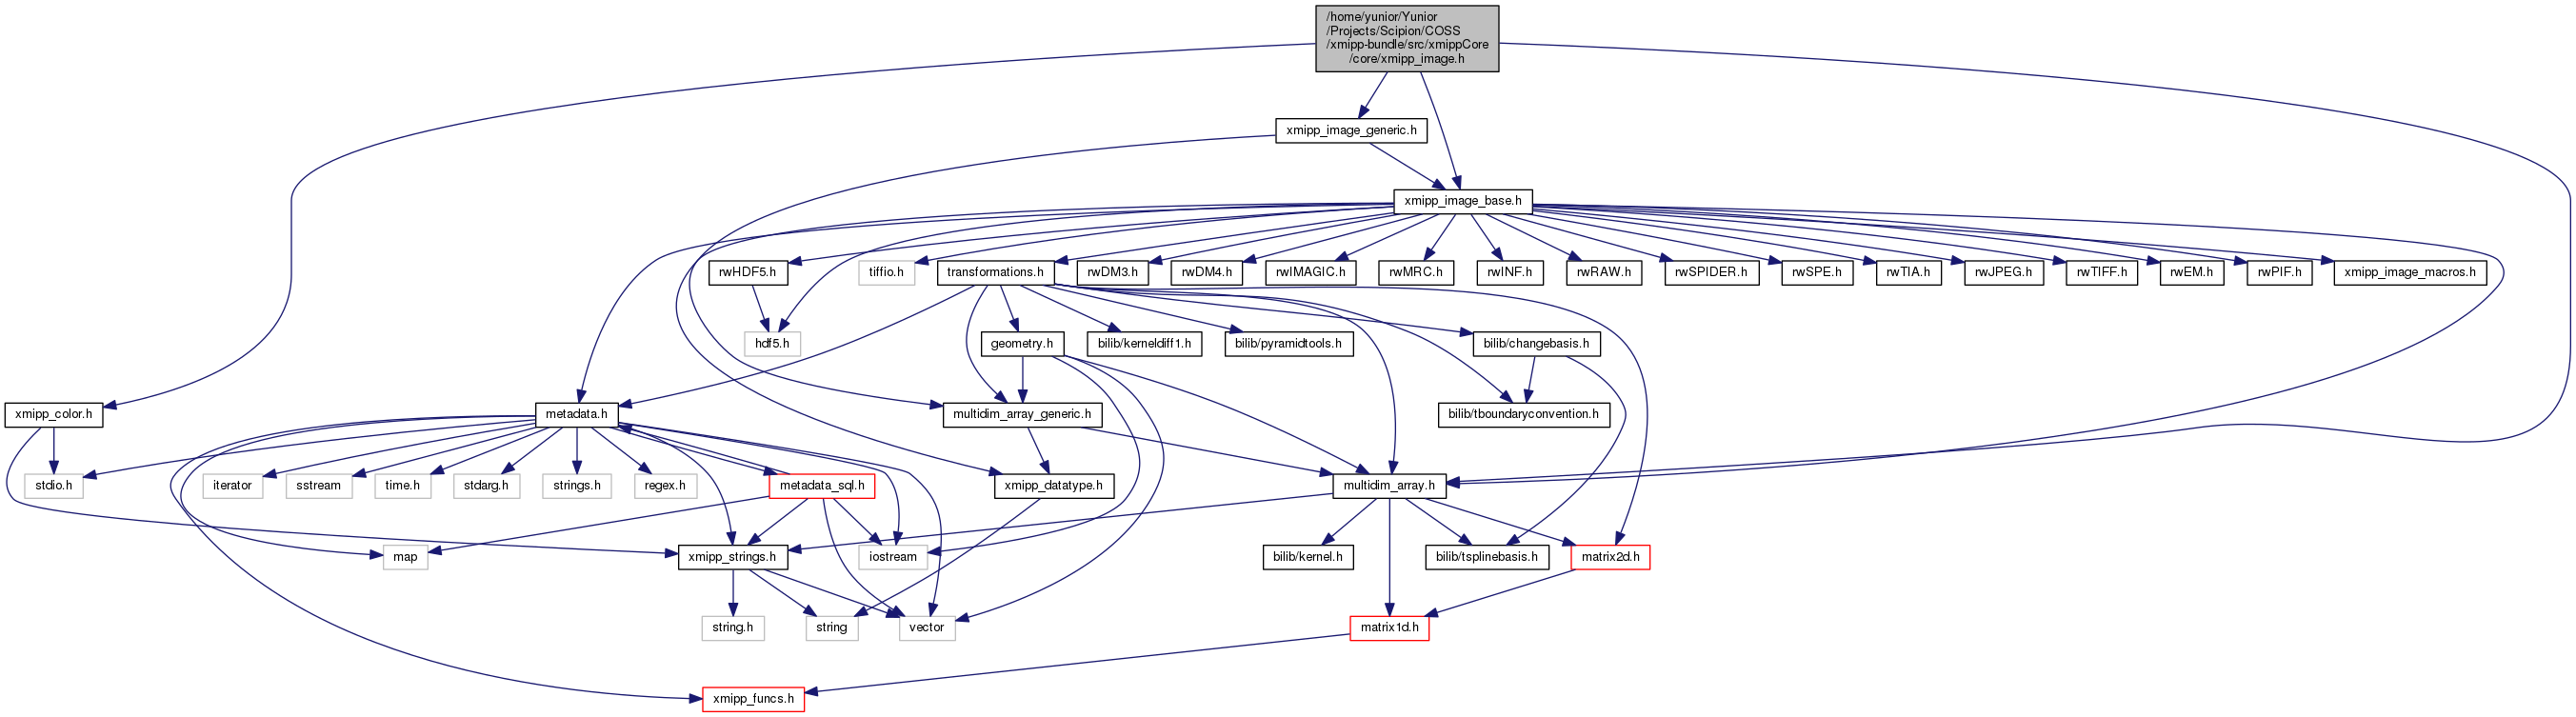 /home/yunior/Yunior
/Projects/Scipion/COSS
/xmipp-bundle/src/xmippCore
/core/xmipp_image.h
xmipp_image_generic.h
xmipp_image_base.h
rwHDF5.h
tiffio.h
transformations.h
rwDM3.h
rwDM4.h
rwIMAGIC.h
rwMRC.h
rwINF.h
rwRAW.h
rwSPIDER.h
rwSPE.h
rwTIA.h
rwJPEG.h
rwTIFF.h
rwEM.h
rwPIF.h
xmipp_image_macros.h
hdf5.h
geometry.h
bilib/kerneldiff1.h
bilib/pyramidtools.h
bilib/changebasis.h
xmipp_color.h
metadata.h
multidim_array_generic.h
bilib/tboundaryconvention.h
stdio.h
iterator
sstream
time.h
stdarg.h
strings.h
regex.h
metadata_sql.h
xmipp_datatype.h
multidim_array.h
map
xmipp_strings.h
iostream
bilib/kernel.h
bilib/tsplinebasis.h
matrix2d.h
string.h
string
vector
matrix1d.h
xmipp_funcs.h